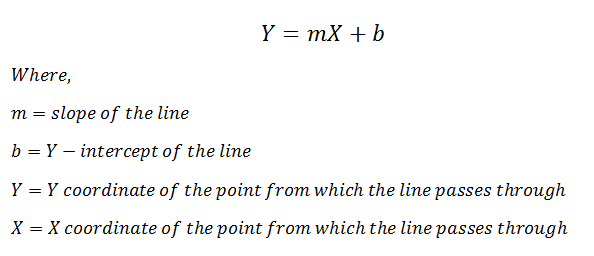 Y = mX + b
Where,
m = slope of the line
b = Y − intercept of the line
Y = Y coordinate of the point from which the line passes through
X = X coordinate of the point from which the line passes through